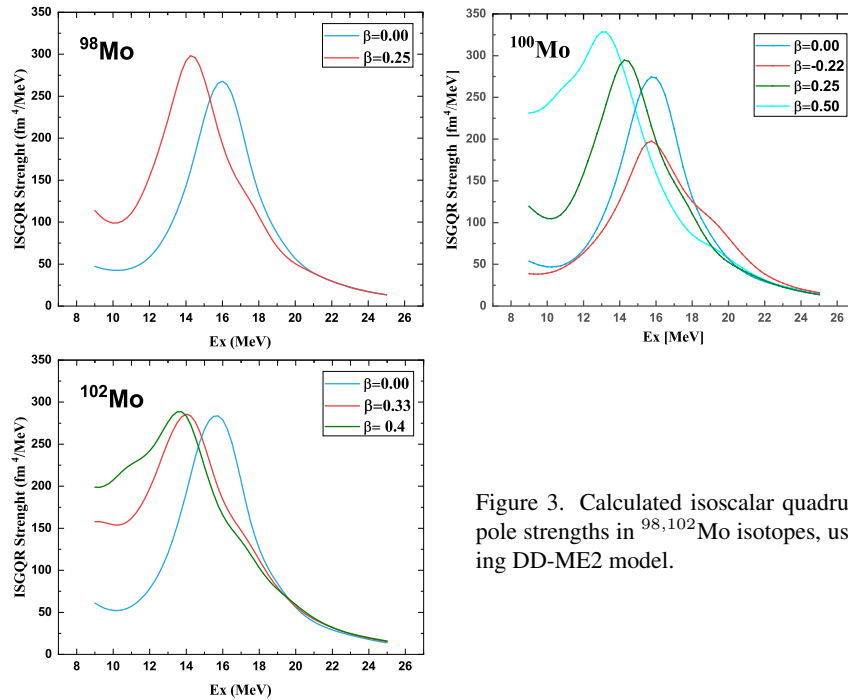 98Mo
β=0.00
β=0.25
ISGQR Strenght (fm4/MeV)
350
300
250
200
150
100
50
0
8 10 12 14 16 18 20 22 24 26
Ex (MeV)
100Mo
β=0.00
β=-0.22
β=0.25
β=0.50
ISGQR Strength [fm4/MeV]
350
300
250
200
150
100
50
0
8 10 12 14 16 18 20 22 24 26
Ex [MeV]
102Mo
β=0.00
β=0.33
β= 0.4
ISGQR Strenght (fm4/MeV)
350
300
250
200
150
100
50
0
8 10 12 14 16 18 20 22 24 26
Ex (MeV)
Figure 3. Calculated isoscalar quadru-
pole strengths in 98,102Mo isotopes, us-
ing DD-ME2 model.